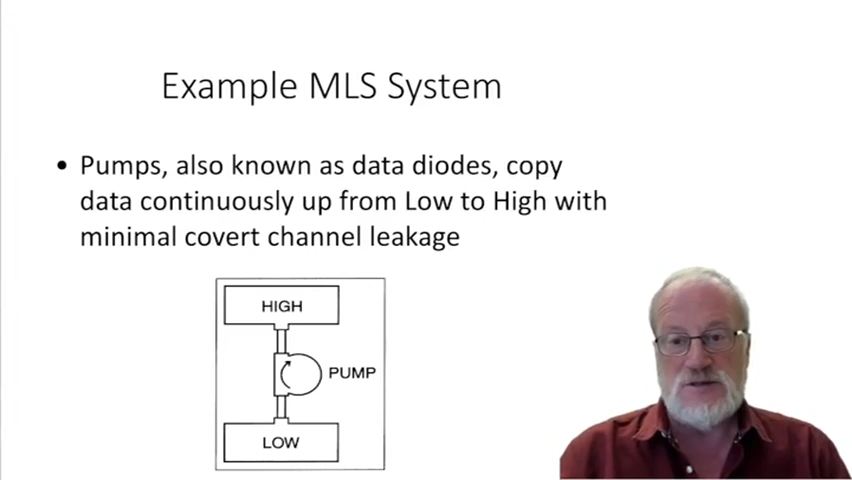 Example MLS System
• Pumps, also known as data diodes, copy
data continuously up from Low to High with
minimal covert channel leakage
HIGH
PUMP
LOW